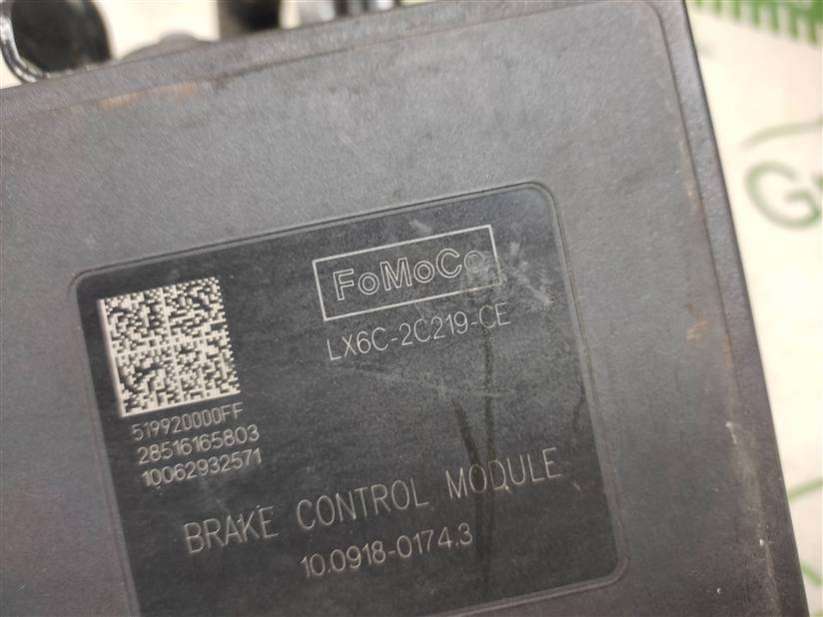 FoMoCo
LX6C-2C219-CE
519920000FF
28516165803
10062932571
BRAKE CONTROL MODULE
10.0918-0174.3